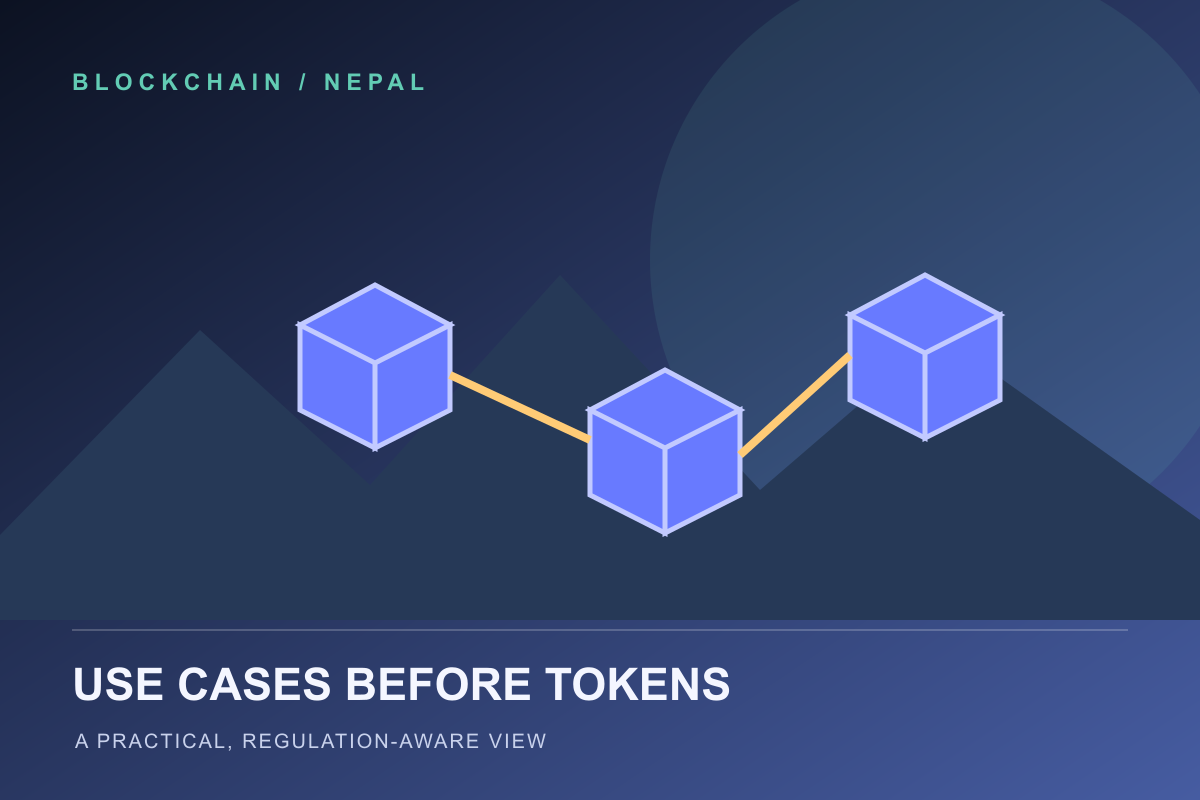 BLOCKCHAIN / NEPAL
USE CASES BEFORE TOKENS
A PRACTICAL, REGULATION-AWARE VIEW